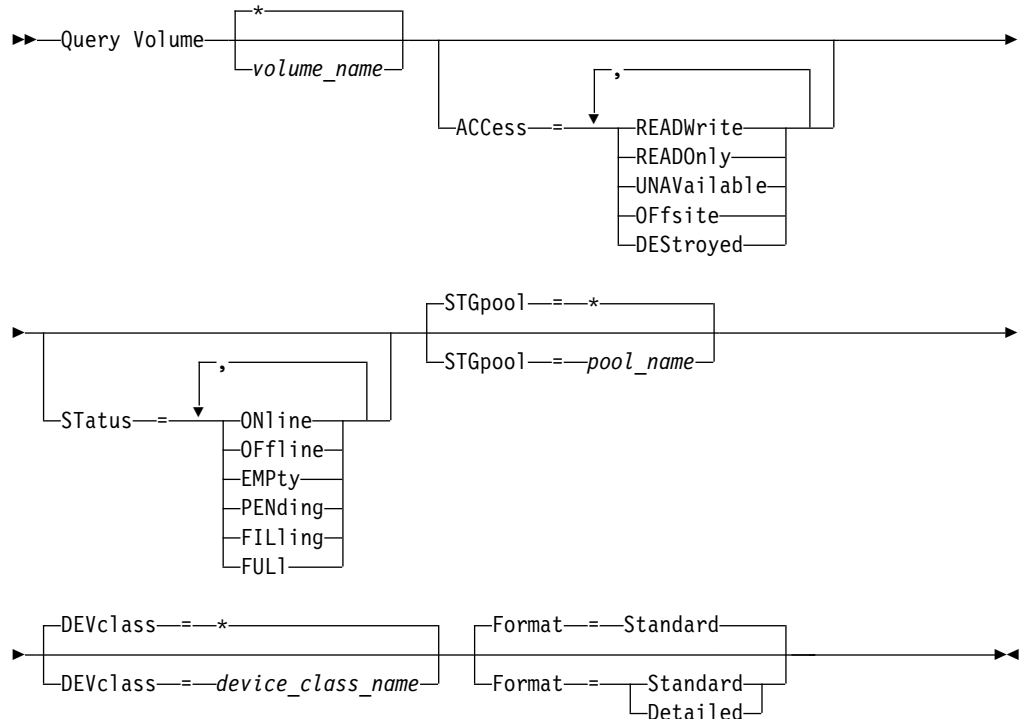 *
Query Volume
volume_name
,
ACCess = READWrite
READOnly
UNAVailable
OFfsite
DEStroyed
STGpool = *
STGpool = pool_name
,
STatus = ONline
OFfline
EMPty
PENding
FILling
FULl
DEVclass = *
DEVclass = device_class_name
Format = Standard
Format = Standard
Detailed